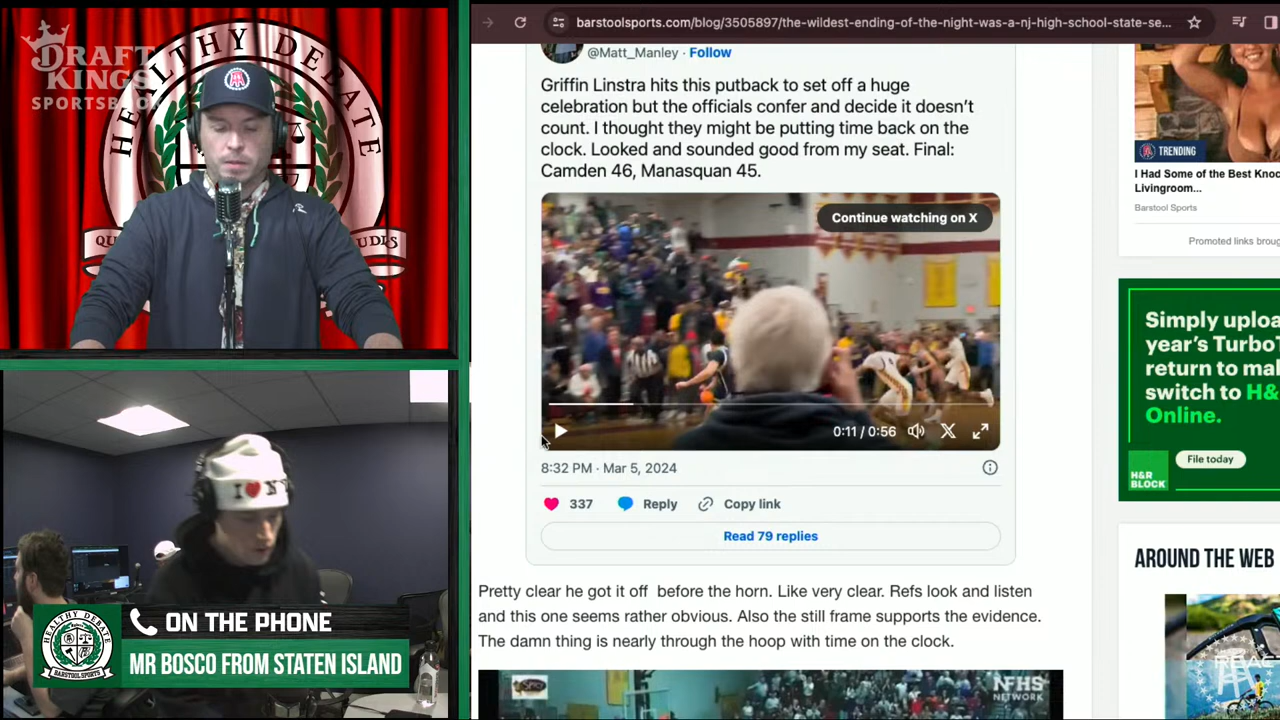 DRAFT
KINGS
SPORTSBOOK
HEALTHY DEBATE
barstoolsports.com/blog/3505897/the-wildest-ending-of-the-night-was-a-nj-high-school-state-se...
@Matt_Manley · Follow
Griffin Linstra hits this putback to set off a huge
celebration but the officials confer and decide it doesn't
count. I thought they might be putting time back on the
clock. Looked and sounded good from my seat. Final:
Camden 46, Manasquan 45.
Continue watching on X
0:11 / 0:56
8:32 PM · Mar 5, 2024
337
Reply
Copy link
Read 79 replies
Pretty clear he got it off before the horn. Like very clear. Refs look and listen
and this one seems rather obvious. Also the still frame supports the evidence.
The damn thing is nearly through the hoop with time on the clock.
NFHS
NETWORK
TRENDING
I Had Some of the Best Knoc
Livingroom...
Barstool Sports
Promoted links broug
Simply uploa
year's TurboT
return to mal
switch to H&
Online.
H&R
BLOCK
File today
AROUND THE WEB
I ❤ NY
HEALTHY DEBATE
BARSTOOL SPORTS
ON THE PHONE
MR BOSCO FROM STATEN ISLAND